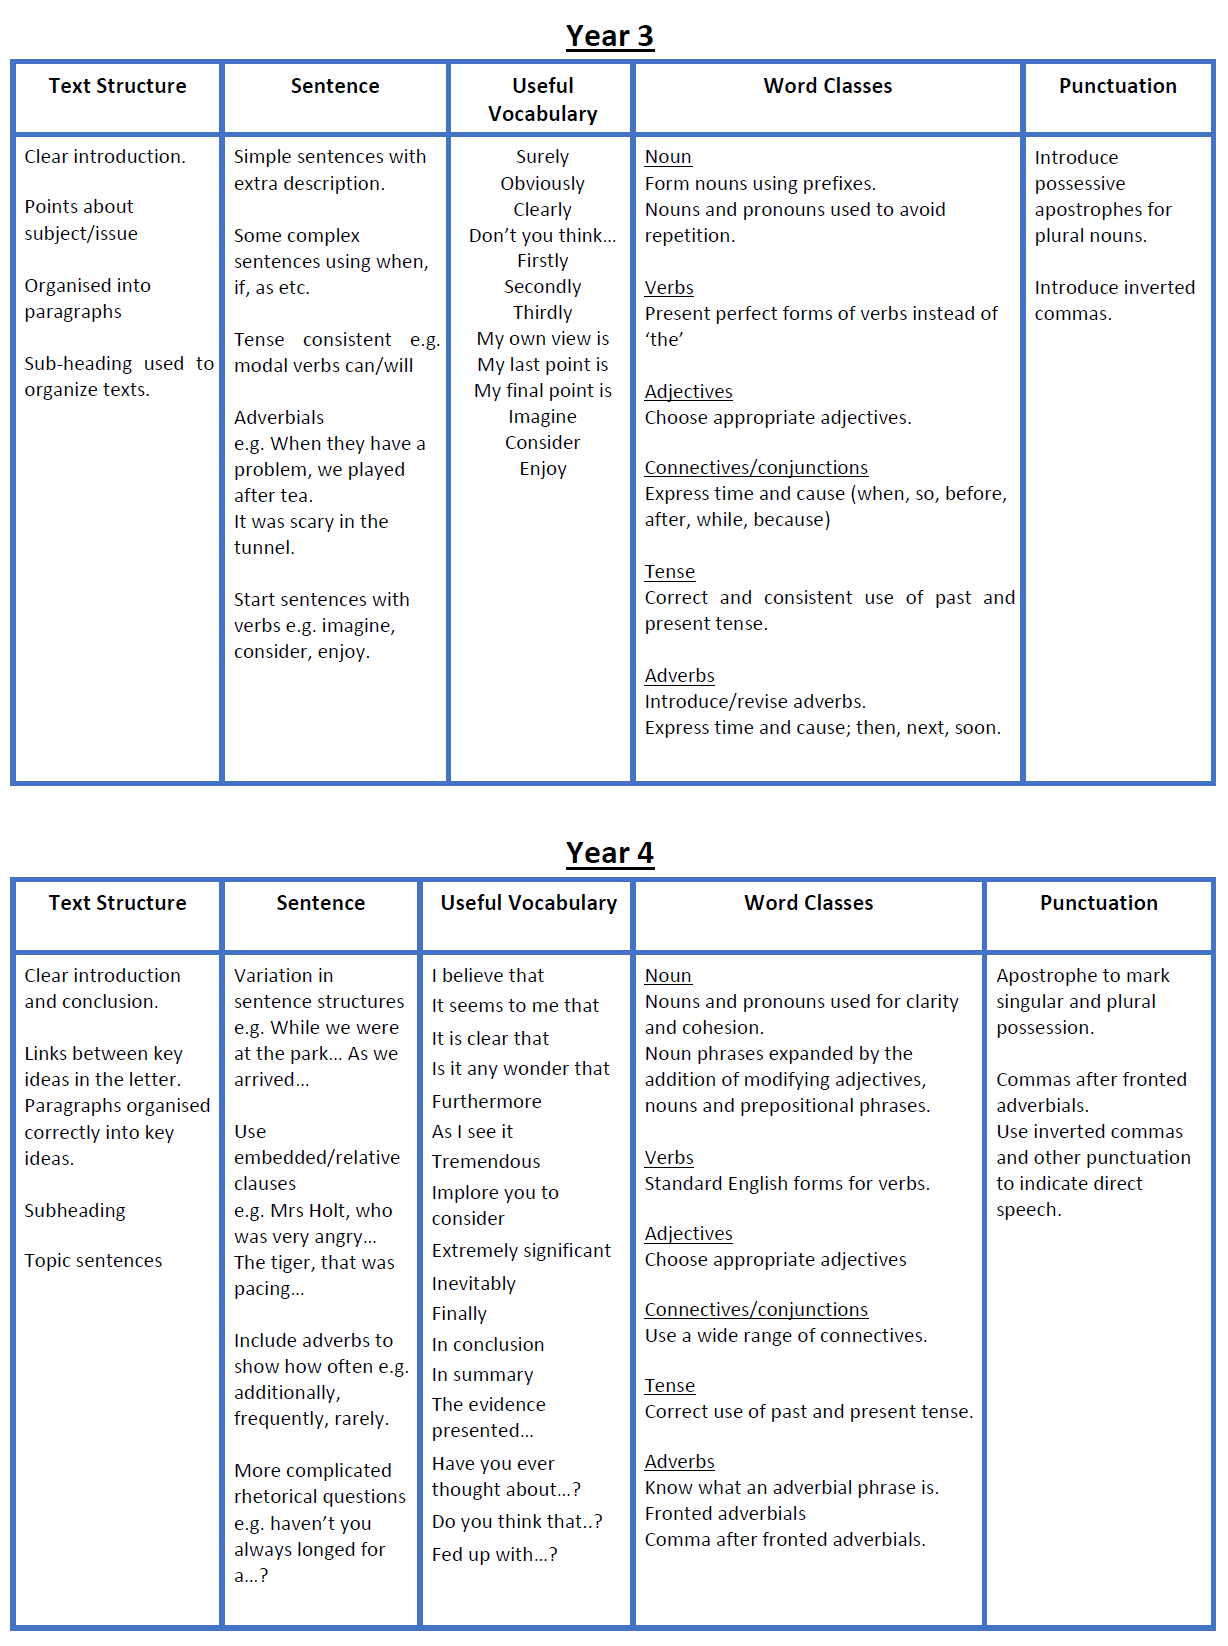 Year 3
Text Structure
Sentence
Useful
Vocabulary
Word Classes
Punctuation
Clear introduction.
Points about
subject/issue
Organised into
paragraphs
Sub-heading used to
organize texts.
Simple sentences with
extra description.
Some complex
sentences using when,
if, as etc.
Tense consistent e.g.
modal verbs can/will
Adverbials
e.g. When they have a
problem, we played
after tea.
It was scary in the
tunnel.
Start sentences with
verbs e.g. imagine,
consider, enjoy.
Surely
Obviously
Clearly
Don’t you think…
Firstly
Secondly
Thirdly
My own view is
My last point is
My final point is
Imagine
Consider
Enjoy
Noun
Form nouns using prefixes.
Nouns and pronouns used to avoid
repetition.
Verbs
Present perfect forms of verbs instead of
‘the’
Adjectives
Choose appropriate adjectives.
Connectives/conjunctions
Express time and cause (when, so, before,
after, while, because)
Tense
Correct and consistent use of past and
present tense.
Adverbs
Introduce/revise adverbs.
Express time and cause; then, next, soon.
Introduce
possessive
apostrophes for
plural nouns.
Introduce inverted
commas.
Year 4
Text Structure
Sentence
Useful Vocabulary
Word Classes
Punctuation
Clear introduction
and conclusion.
Links between key
ideas in the letter.
Paragraphs organised
correctly into key
ideas.
Subheading
Topic sentences
Variation in
sentence structures
e.g. While we were
at the park… As we
arrived…
Use
embedded/relative
clauses
e.g. Mrs Holt, who
was very angry…
The tiger, that was
pacing…
Include adverbs to
show how often e.g.
additionally,
frequently, rarely.
More complicated
rhetorical questions
e.g. haven’t you
always longed for
a…?
I believe that
It seems to me that
It is clear that
Is it any wonder that
Furthermore
As I see it
Tremendous
Implore you to
consider
Extremely significant
Inevitably
Finally
In conclusion
In summary
The evidence
presented…
Have you ever
thought about…?
Do you think that..?
Fed up with…?
Noun
Nouns and pronouns used for clarity
and cohesion.
Noun phrases expanded by the
addition of modifying adjectives,
nouns and prepositional phrases.
Verbs
Standard English forms for verbs.
Adjectives
Choose appropriate adjectives
Connectives/conjunctions
Use a wide range of connectives.
Tense
Correct use of past and present tense.
Adverbs
Know what an adverbial phrase is.
Fronted adverbials
Comma after fronted adverbials.
Apostrophe to mark
singular and plural
possession.
Commas after fronted
adverbials.
Use inverted commas
and other punctuation
to indicate direct
speech.